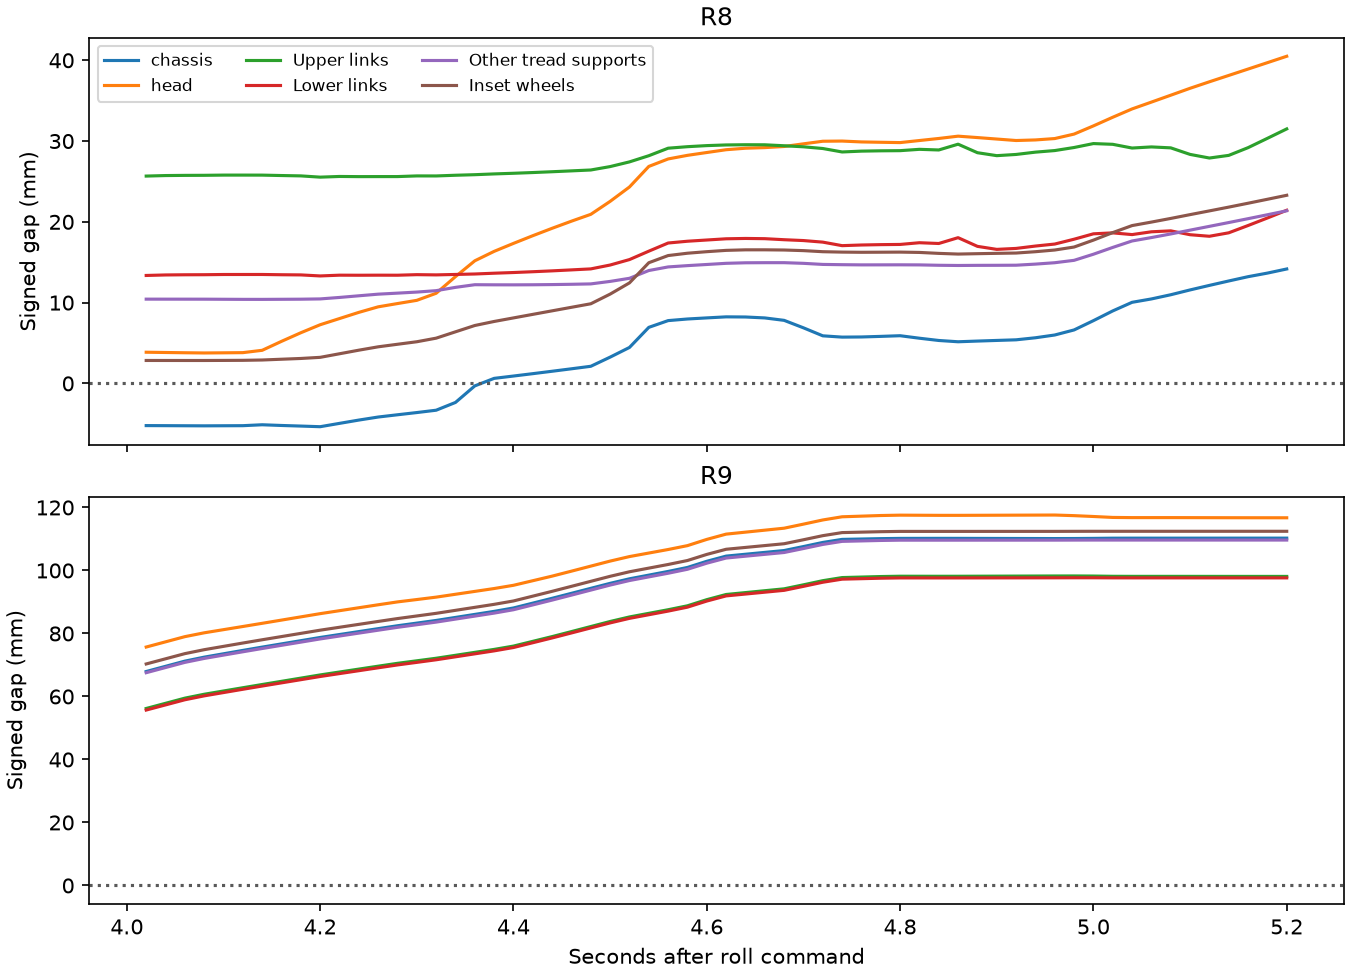 R8
chassis
head
Upper links
Lower links
Other tread supports
Inset wheels
Signed gap (mm)
40
30
20
10
0
R9
Signed gap (mm)
120
100
80
60
40
20
0
4.0 4.2 4.4 4.6 4.8 5.0 5.2
Seconds after roll command